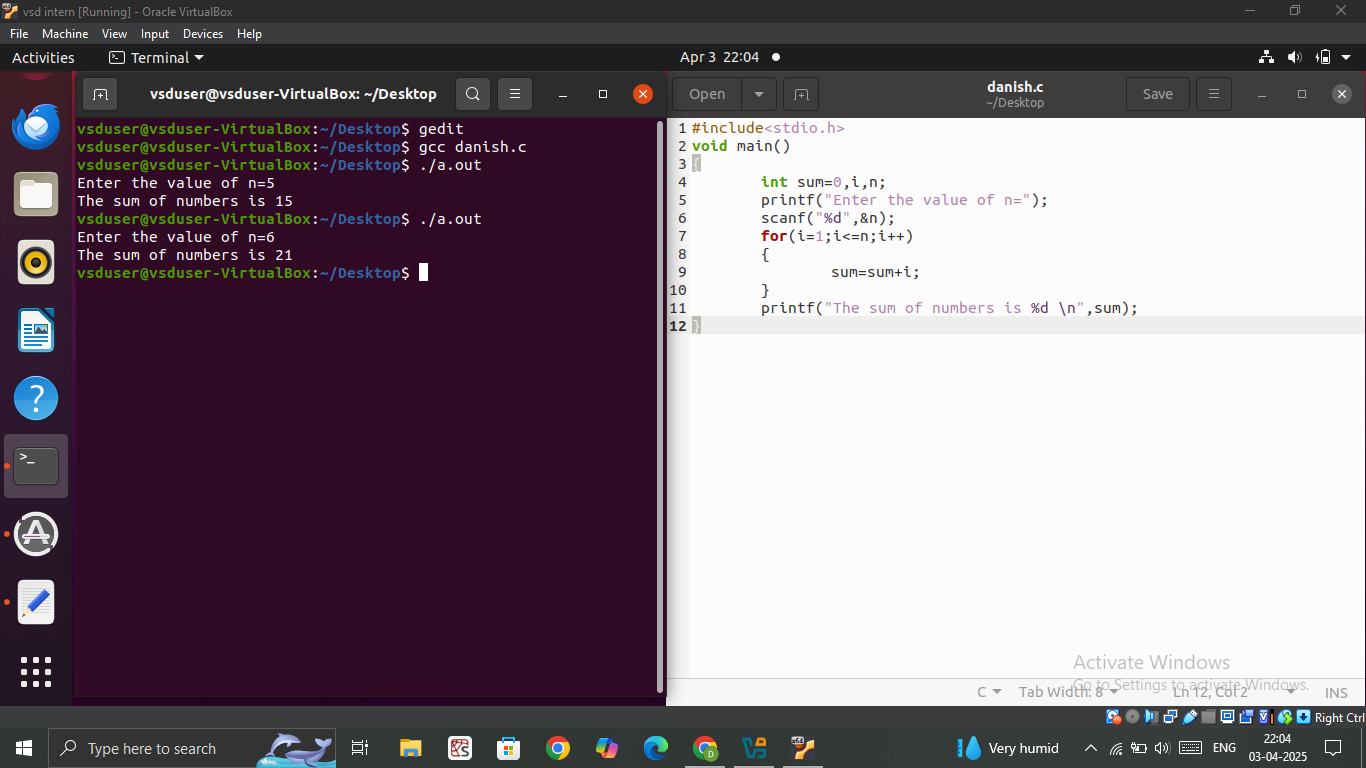 vsd intern [Running] - Oracle VirtualBox
File Machine View Input Devices Help
Activities Terminal Apr 3 22:04
vsduser@vsduser-VirtualBox: ~/Desktop
vsduser@vsduser-VirtualBox:~/Desktop$ gedit
vsduser@vsduser-VirtualBox:~/Desktop$ gcc danish.c
vsduser@vsduser-VirtualBox:~/Desktop$ ./a.out
Enter the value of n=5
The sum of numbers is 15
vsduser@vsduser-VirtualBox:~/Desktop$ ./a.out
Enter the value of n=6
The sum of numbers is 21
vsduser@vsduser-VirtualBox:~/Desktop$
Open danish.c Save
~/Desktop
1 #include<stdio.h>
2 void main()
3 {
4 int sum=0,i,n;
5 printf("Enter the value of n=");
6 scanf("%d",&n);
7 for(i=1;i<=n;i++)
8 {
9 sum=sum+i;
10 }
11 printf("The sum of numbers is %d \n",sum);
12 }
Activate Windows
Go to Settings to activate Windows.
C Tab Width: 8 Ln 12, Col 2 INS
Right Ctrl
Type here to search
Very humid ENG 22:04
03-04-2025